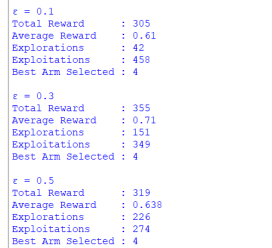 ε = 0.1
Total Reward : 305
Average Reward : 0.61
Explorations : 42
Exploitations : 458
Best Arm Selected : 4

ε = 0.3
Total Reward : 355
Average Reward : 0.71
Explorations : 151
Exploitations : 349
Best Arm Selected : 4

ε = 0.5
Total Reward : 319
Average Reward : 0.638
Explorations : 226
Exploitations : 274
Best Arm Selected : 4